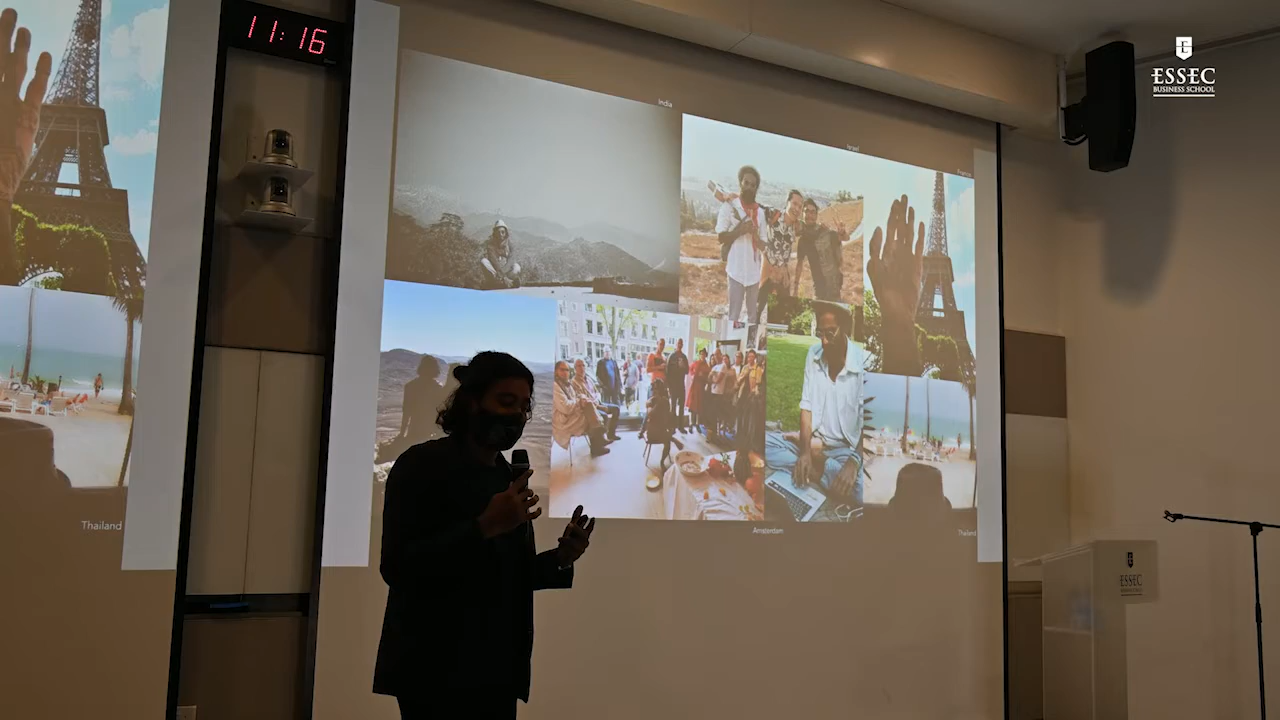 11:16
ESSEC
BUSINESS SCHOOL
India
Israel
France
Thailand
Amsterdam
Thailand
ESSEC